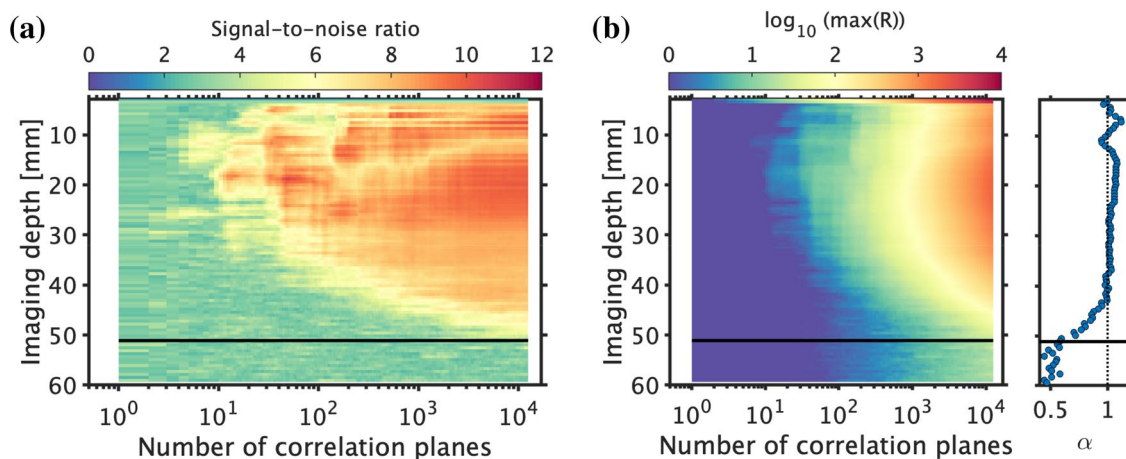 (a)
Signal-to-noise ratio
0 2 4 6 8 10 12
Imaging depth [mm]
10
20
30
40
50
60
10^0 10^1 10^2 10^3 10^4
Number of correlation planes
(b)
log_10 (max(R))
0 1 2 3 4
Imaging depth [mm]
10
20
30
40
50
60
10^0 10^1 10^2 10^3 10^4
Number of correlation planes
0.5 1
α